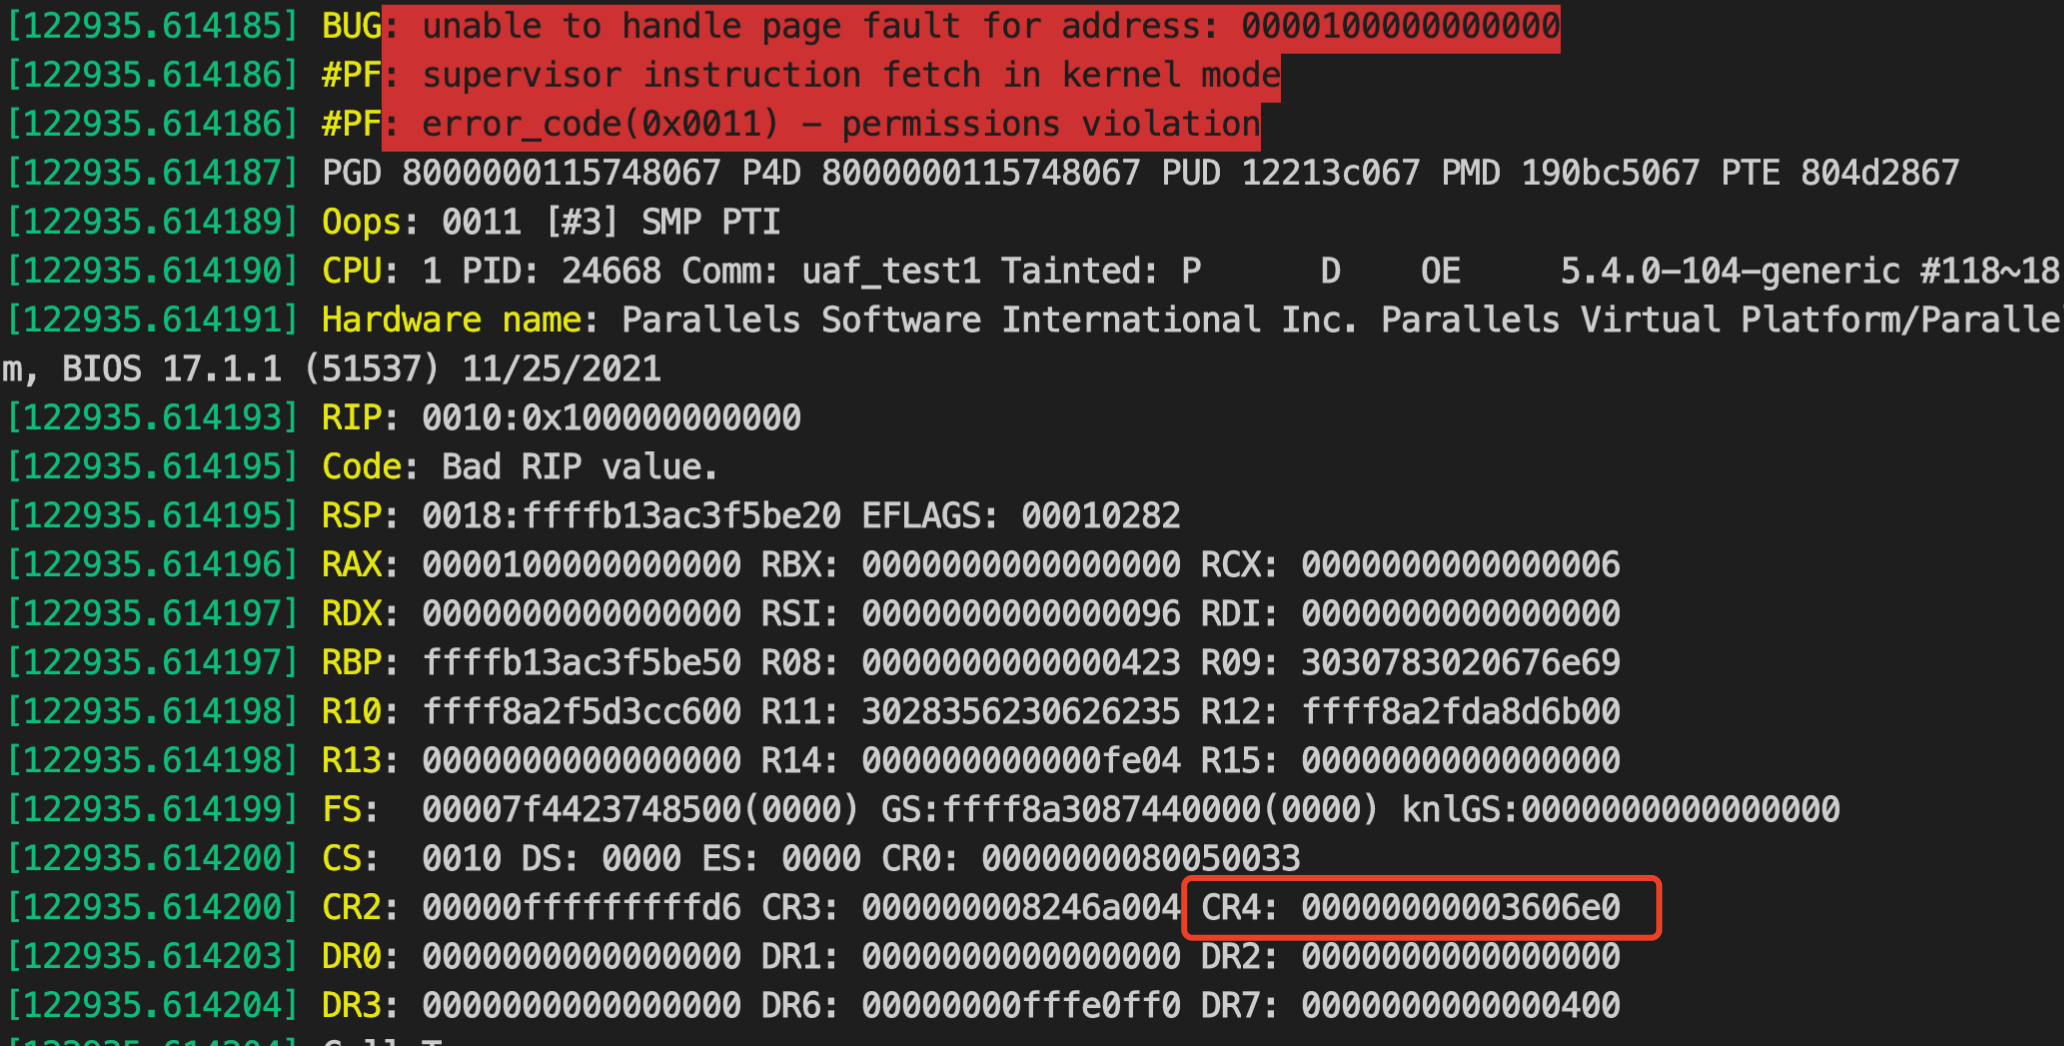 [122935.614185] BUG: unable to handle page fault for address: 0000100000000000
[122935.614186] #PF: supervisor instruction fetch in kernel mode
[122935.614186] #PF: error_code(0x0011) - permissions violation
[122935.614187] PGD 8000000115748067 P4D 8000000115748067 PUD 12213c067 PMD 190bc5067 PTE 804d2867
[122935.614189] Oops: 0011 [#3] SMP PTI
[122935.614190] CPU: 1 PID: 24668 Comm: uaf_test1 Tainted: P      D    OE     5.4.0-104-generic #118~18
[122935.614191] Hardware name: Parallels Software International Inc. Parallels Virtual Platform/Paralle
m, BIOS 17.1.1 (51537) 11/25/2021
[122935.614193] RIP: 0010:0x100000000000
[122935.614195] Code: Bad RIP value.
[122935.614195] RSP: 0018:ffffb13ac3f5be20 EFLAGS: 00010282
[122935.614196] RAX: 0000100000000000 RBX: 0000000000000000 RCX: 0000000000000006
[122935.614197] RDX: 0000000000000000 RSI: 0000000000000096 RDI: 0000000000000000
[122935.614197] RBP: ffffb13ac3f5be50 R08: 0000000000000423 R09: 3030783020676e69
[122935.614198] R10: ffff8a2f5d3cc600 R11: 3028356230626235 R12: ffff8a2fda8d6b00
[122935.614198] R13: 0000000000000000 R14: 000000000000fe04 R15: 0000000000000000
[122935.614199] FS:  00007f4423748500(0000) GS:ffff8a3087440000(0000) knlGS:0000000000000000
[122935.614200] CS:  0010 DS: 0000 ES: 0000 CR0: 0000000080050033
[122935.614200] CR2: 00000fffffffffd6 CR3: 000000008246a004 CR4: 00000000003606e0
[122935.614203] DR0: 0000000000000000 DR1: 0000000000000000 DR2: 0000000000000000
[122935.614204] DR3: 0000000000000000 DR6: 00000000fffe0ff0 DR7: 0000000000000400
[122935.614204] Call T